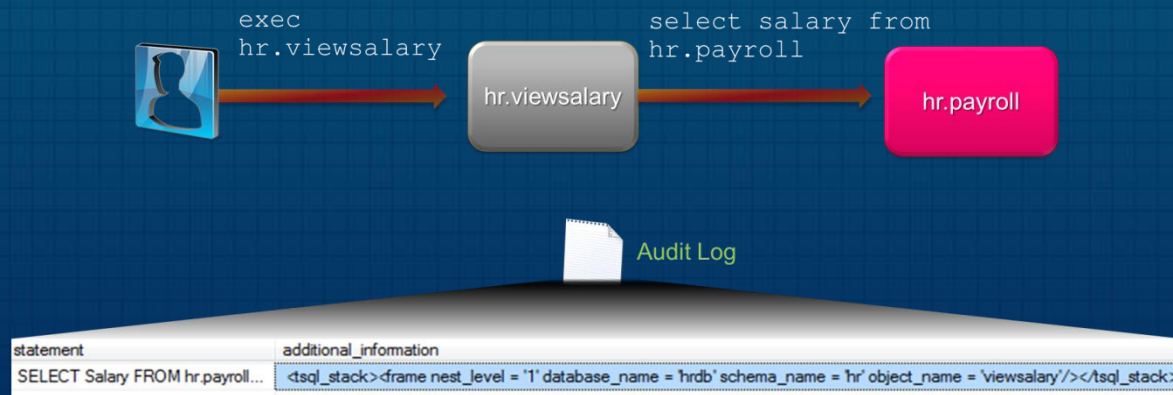 exec
hr.viewsalary
select salary from
hr.payroll
hr.viewsalary
hr.payroll
Audit Log
statement additional_information
SELECT Salary FROM hr.payroll... <tsql_stack><frame nest_level = '1' database_name = 'hrdb' schema_name = 'hr' object_name = 'viewsalary'/></tsql_stack>